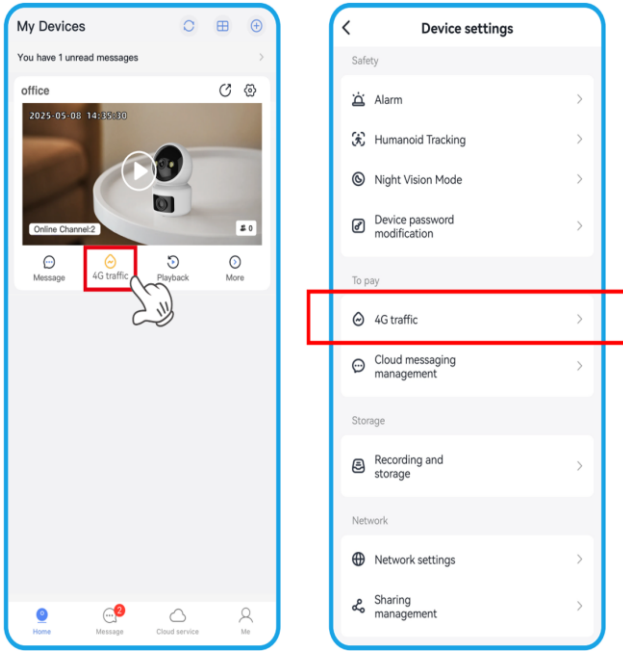 My Devices
You have 1 unread messages
office
2025-05-08 14:35:30
Online Channel:2
0
Message
4G traffic
Playback
More
2
Home
Message
Cloud service
Me
Device settings
Safety
Alarm
Humanoid Tracking
Night Vision Mode
Device password
modification
To pay
4G traffic
Cloud messaging
management
Storage
Recording and
storage
Network
Network settings
Sharing
management